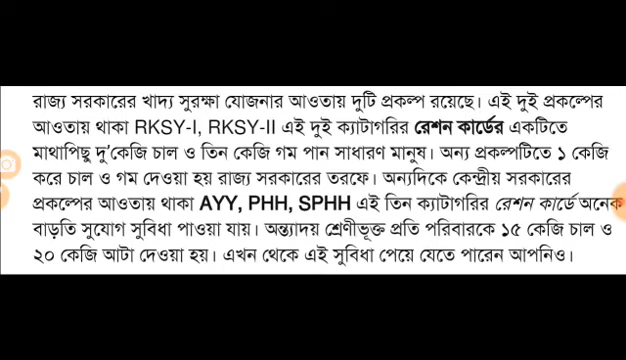 রাজ্য সরকারের খাদ্য সুরক্ষা যোজনার আওতায় দুটি প্রকল্প রয়েছে। এই দুই প্রকল্পের
আওতায় থাকা RKSY-I, RKSY-II এই দুই ক্যাটাগরির রেশন কার্ডের একটিতে
মাথাপিছু দু'কেজি চাল ও তিন কেজি গম পান সাধারণ মানুষ। অন্য প্রকল্পটিতে ১ কেজি
করে চাল ও গম দেওয়া হয় রাজ্য সরকারের তরফে। অন্যদিকে কেন্দ্রীয় সরকারের
প্রকল্পের আওতায় থাকা AYY, PHH, SPHH এই তিন ক্যাটাগরির রেশন কার্ডে অনেক
বাড়তি সুযোগ সুবিধা পাওয়া যায়। অন্ত্যাদয় শ্রেণীভূক্ত প্রতি পরিবারকে ১৫ কেজি চাল ও
২০ কেজি আটা দেওয়া হয়। এখন থেকে এই সুবিধা পেয়ে যেতে পারেন আপনিও।